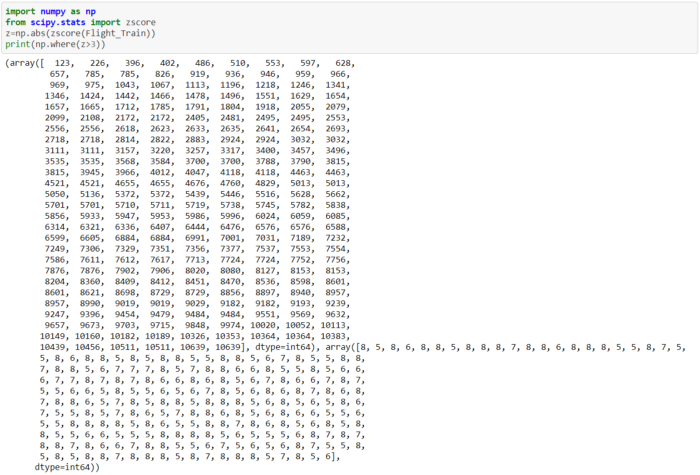 import numpy as np
from scipy.stats import zscore
z=np.abs(zscore(Flight_Train))
print(np.where(z>3))
(array([  123,   226,   396,   402,   486,   510,   553,   597,   628,
657,   785,   785,   826,   919,   936,   946,   959,   966,
969,   975,  1043,  1067,  1113,  1196,  1218,  1246,  1341,
1346,  1424,  1442,  1466,  1478,  1496,  1551,  1629,  1654,
1657,  1665,  1712,  1785,  1791,  1804,  1918,  2055,  2079,
2099,  2108,  2172,  2172,  2405,  2481,  2495,  2495,  2553,
2556,  2556,  2618,  2623,  2633,  2635,  2641,  2654,  2693,
2718,  2718,  2814,  2822,  2883,  2924,  2924,  3032,  3032,
3111,  3111,  3157,  3220,  3257,  3317,  3400,  3457,  3496,
3535,  3535,  3568,  3584,  3700,  3700,  3788,  3790,  3815,
3815,  3945,  3966,  4012,  4047,  4118,  4118,  4463,  4463,
4521,  4521,  4655,  4655,  4676,  4760,  4829,  5013,  5013,
5050,  5136,  5372,  5372,  5439,  5446,  5516,  5628,  5662,
5701,  5701,  5710,  5711,  5719,  5738,  5745,  5782,  5838,
5856,  5933,  5947,  5953,  5986,  5996,  6024,  6059,  6085,
6314,  6321,  6336,  6407,  6444,  6476,  6576,  6576,  6588,
6599,  6605,  6884,  6884,  6991,  7001,  7031,  7189,  7232,
7249,  7306,  7329,  7351,  7356,  7377,  7537,  7553,  7554,
7586,  7611,  7612,  7617,  7713,  7724,  7724,  7752,  7756,
7876,  7876,  7902,  7906,  8020,  8080,  8127,  8153,  8153,
8204,  8360,  8409,  8412,  8451,  8470,  8536,  8598,  8601,
8601,  8621,  8698,  8729,  8729,  8856,  8897,  8940,  8957,
8957,  8990,  9019,  9019,  9029,  9182,  9182,  9193,  9239,
9247,  9396,  9454,  9479,  9484,  9484,  9551,  9569,  9632,
9657,  9673,  9703,  9715,  9848,  9974, 10020, 10052, 10113,
10149, 10160, 10182, 10189, 10326, 10353, 10364, 10364, 10383,
10439, 10456, 10511, 10511, 10639, 10639], dtype=int64), array([8, 5, 8, 6, 8, 8, 5, 8, 8, 8, 7, 8, 8, 6, 8, 8, 8, 5, 5, 8, 7, 5,
5, 8, 6, 8, 8, 5, 8, 5, 8, 8, 5, 5, 8, 8, 5, 6, 7, 8, 5, 5, 8, 8,
7, 8, 8, 5, 6, 7, 7, 7, 8, 5, 7, 8, 8, 6, 8, 8, 5, 5, 8, 5, 6, 6,
6, 7, 7, 8, 7, 8, 7, 8, 6, 6, 8, 6, 8, 5, 6, 7, 8, 6, 6, 7, 8, 7,
5, 5, 6, 6, 5, 8, 5, 5, 6, 5, 6, 7, 8, 5, 6, 8, 6, 8, 7, 8, 6, 8,
7, 8, 8, 6, 5, 7, 8, 5, 8, 8, 5, 8, 8, 8, 5, 6, 8, 5, 6, 5, 8, 6,
7, 5, 5, 8, 5, 7, 8, 6, 5, 7, 8, 8, 6, 8, 5, 6, 6, 6, 8, 5, 5, 6,
5, 5, 8, 8, 8, 8, 5, 8, 5, 8, 7, 8, 6, 8, 5, 6, 8, 5, 8, 5, 8,
8, 5, 5, 6, 6, 5, 5, 8, 8, 8, 8, 5, 6, 5, 5, 5, 5, 6, 8, 7, 8, 7,
8, 8, 7, 8, 6, 6, 7, 8, 8, 5, 6, 7, 5, 6, 5, 6, 8, 7, 5, 5, 8,
5, 8, 5, 8, 8, 5, 7, 8, 8, 8, 5, 8, 7, 8, 8, 8, 5, 7, 8, 5, 6],
dtype=int64))